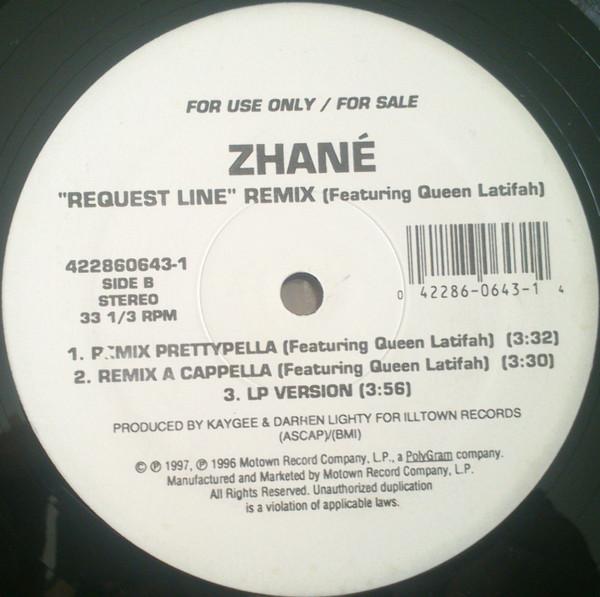 FOR USE ONLY / FOR SALE
ZHANÉ
"REQUEST LINE" REMIX (Featuring Queen Latifah)
422860643-1
SIDE B
STEREO
33 1/3 RPM
0 42286-0643-1 4
1. REMIX PRETTYPELLA (Featuring Queen Latifah) (3:32)
2. REMIX A CAPPELLA (Featuring Queen Latifah) (3:30)
3. LP VERSION (3:56)
PRODUCED BY KAYGEE & DARREN LIGHTY FOR ILLTOWN RECORDS
(ASCAP)/(BMI)
© ℗ 1997, ℗ 1996 Motown Record Company, L.P., a PolyGram company.
Manufactured and Marketed by Motown Record Company, L.P.
All Rights Reserved. Unauthorized duplication
is a violation of applicable laws.